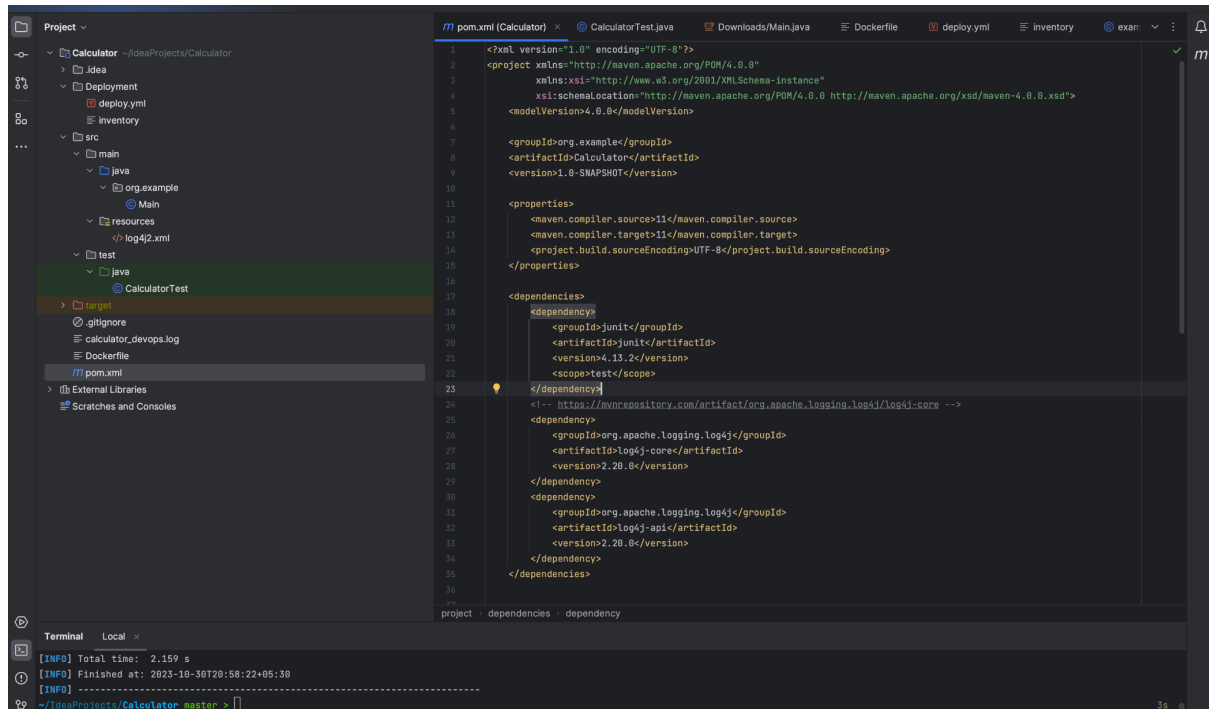 Project
Calculator ~/IdeaProjects/Calculator
.idea
Deployment
deploy.yml
inventory
src
main
java
org.example
Main
resources
log4j2.xml
test
java
CalculatorTest
target
.gitignore
calculator_devops.log
Dockerfile
pom.xml
External Libraries
Scratches and Consoles
pom.xml (Calculator) CalculatorTest.java Downloads/Main.java Dockerfile deploy.yml inventory exam
1 <?xml version="1.0" encoding="UTF-8"?>
2 <project xmlns="http://maven.apache.org/POM/4.0.0"
3 xmlns:xsi="http://www.w3.org/2001/XMLSchema-instance"
4 xsi:schemaLocation="http://maven.apache.org/POM/4.0.0 http://maven.apache.org/xsd/maven-4.0.0.xsd">
5 <modelVersion>4.0.0</modelVersion>
6
7 <groupId>org.example</groupId>
8 <artifactId>Calculator</artifactId>
9 <version>1.0-SNAPSHOT</version>
10
11 <properties>
12 <maven.compiler.source>11</maven.compiler.source>
13 <maven.compiler.target>11</maven.compiler.target>
14 <project.build.sourceEncoding>UTF-8</project.build.sourceEncoding>
15 </properties>
16
17 <dependencies>
18 <dependency>
19 <groupId>junit</groupId>
20 <artifactId>junit</artifactId>
21 <version>4.13.2</version>
22 <scope>test</scope>
23 </dependency>
24 <!-- https://mvnrepository.com/artifact/org.apache.logging.log4j/log4j-core -->
25 <dependency>
26 <groupId>org.apache.logging.log4j</groupId>
27 <artifactId>log4j-core</artifactId>
28 <version>2.20.0</version>
29 </dependency>
30 <dependency>
31 <groupId>org.apache.logging.log4j</groupId>
32 <artifactId>log4j-api</artifactId>
33 <version>2.20.0</version>
34 </dependency>
35 </dependencies>
36
project › dependencies › dependency
Terminal Local
[INFO] Total time: 2.159 s
[INFO] Finished at: 2023-10-30T20:58:22+05:30
[INFO] ------------------------------------------------------------------------
~/IdeaProjects/Calculator master > 3s